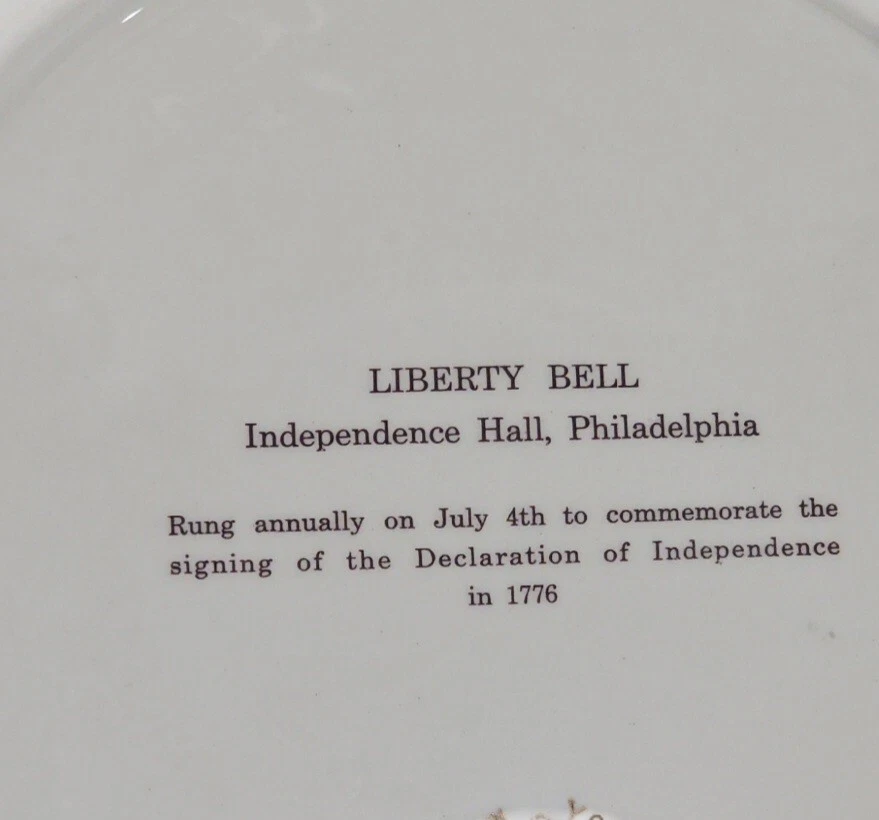 LIBERTY BELL
Independence Hall, Philadelphia
Rung annually on July 4th to commemorate the
signing of the Declaration of Independence
in 1776